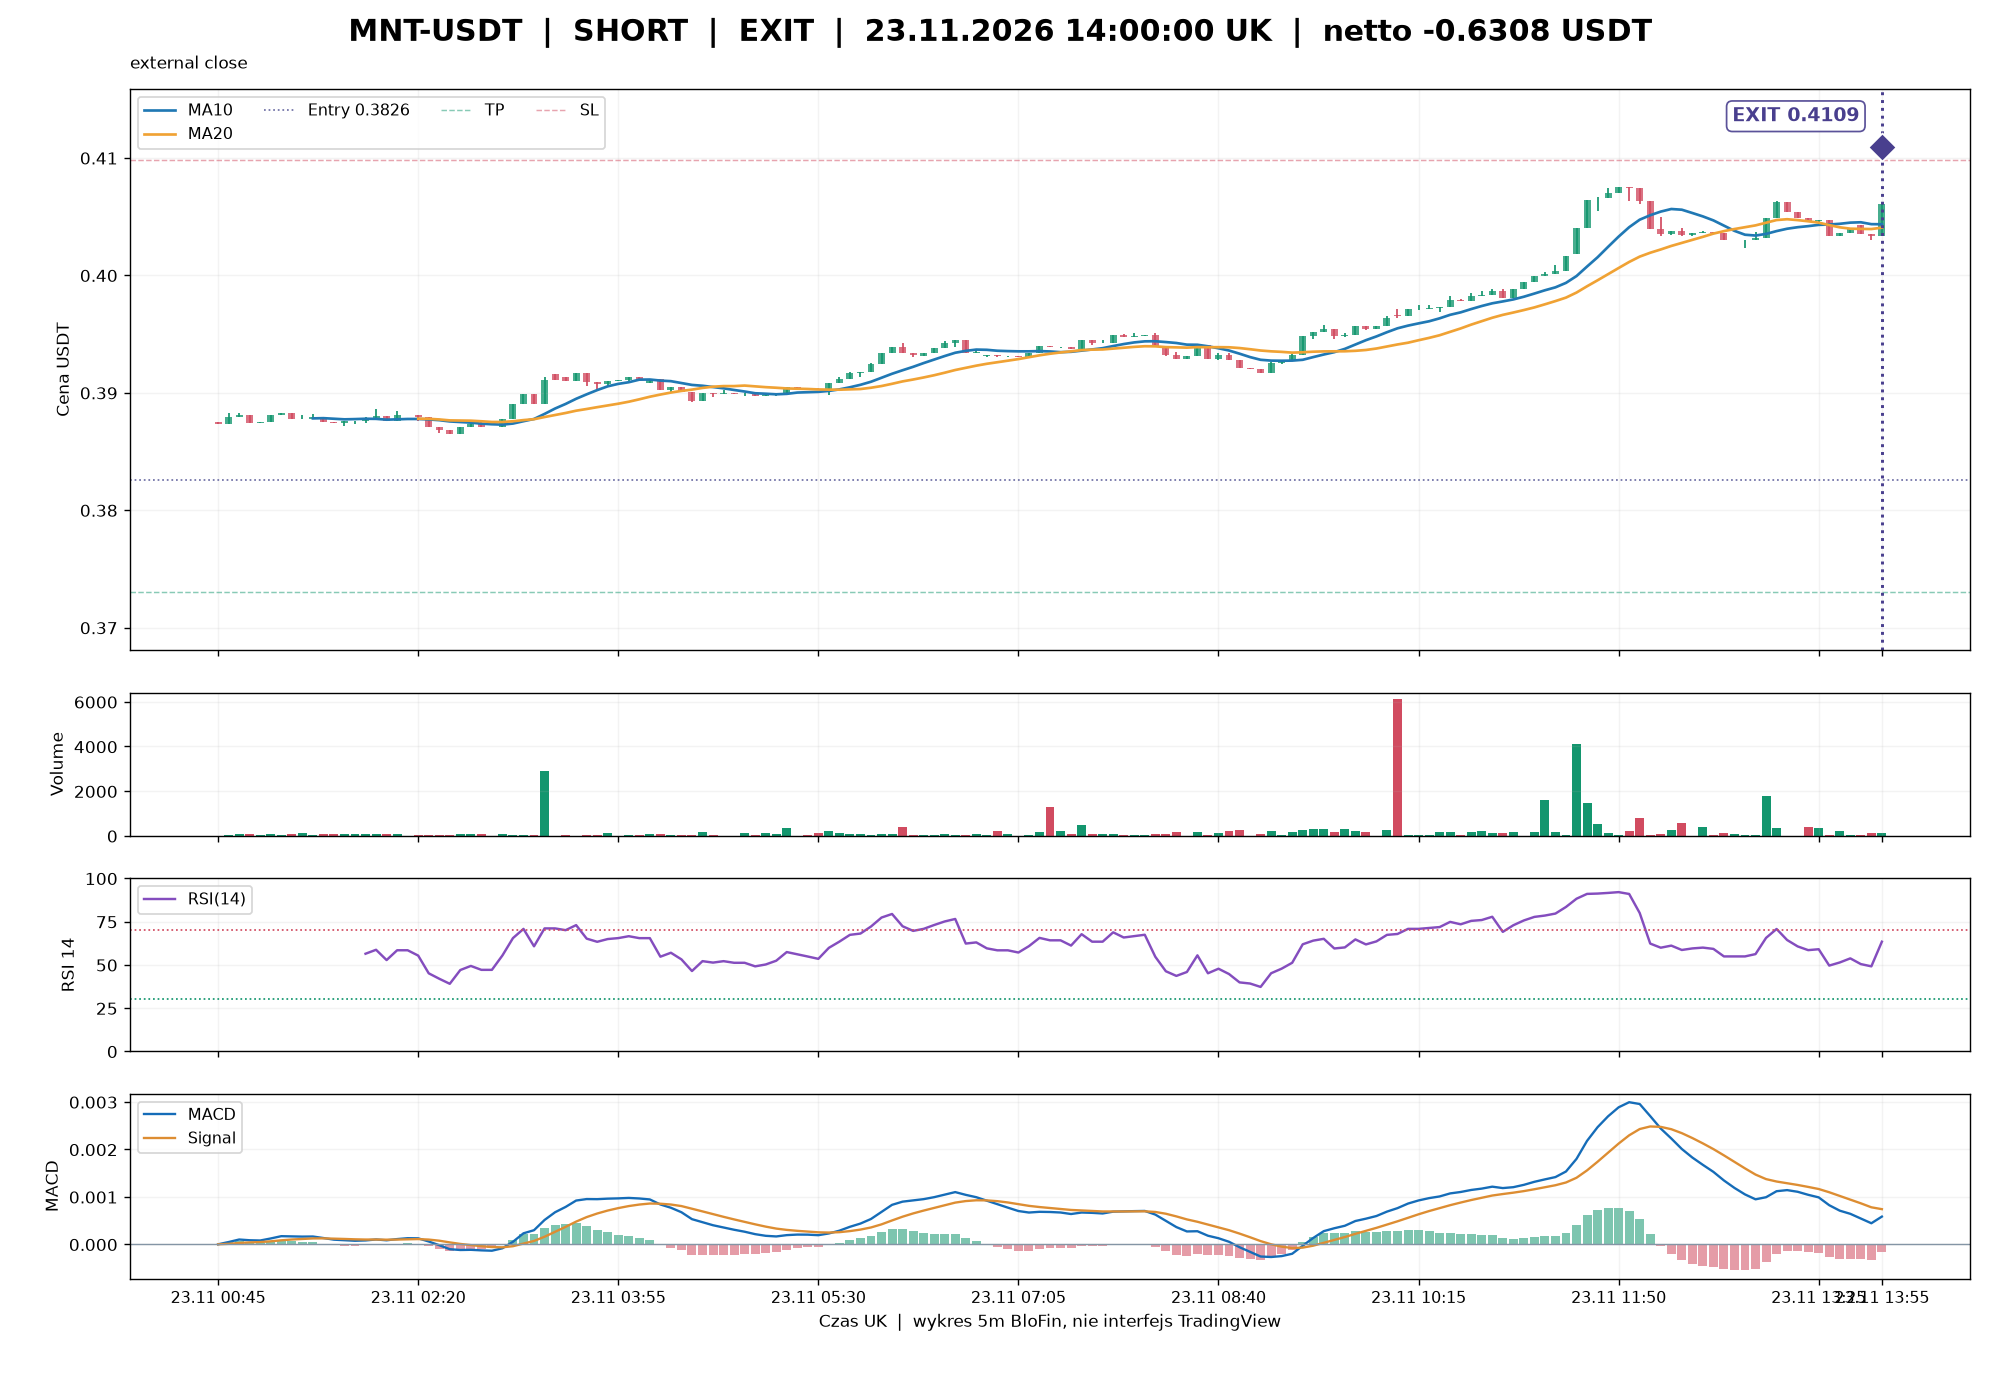 MNT-USDT | SHORT | EXIT | 23.11.2026 14:00:00 UK | netto -0.6308 USDT
external close
MA10
MA20
Entry 0.3826
TP
SL
EXIT 0.4109
Cena USDT
0.41
0.40
0.39
0.38
0.37
Volume
6000
4000
2000
0
RSI(14)
RSI 14
100
75
50
25
0
MACD
Signal
MACD
0.003
0.002
0.001
0.000
23.11 00:45
23.11 02:20
23.11 03:55
23.11 05:30
23.11 07:05
23.11 08:40
23.11 10:15
23.11 11:50
23.11 13:25
23.11 13:55
Czas UK | wykres 5m BloFin, nie interfejs TradingView